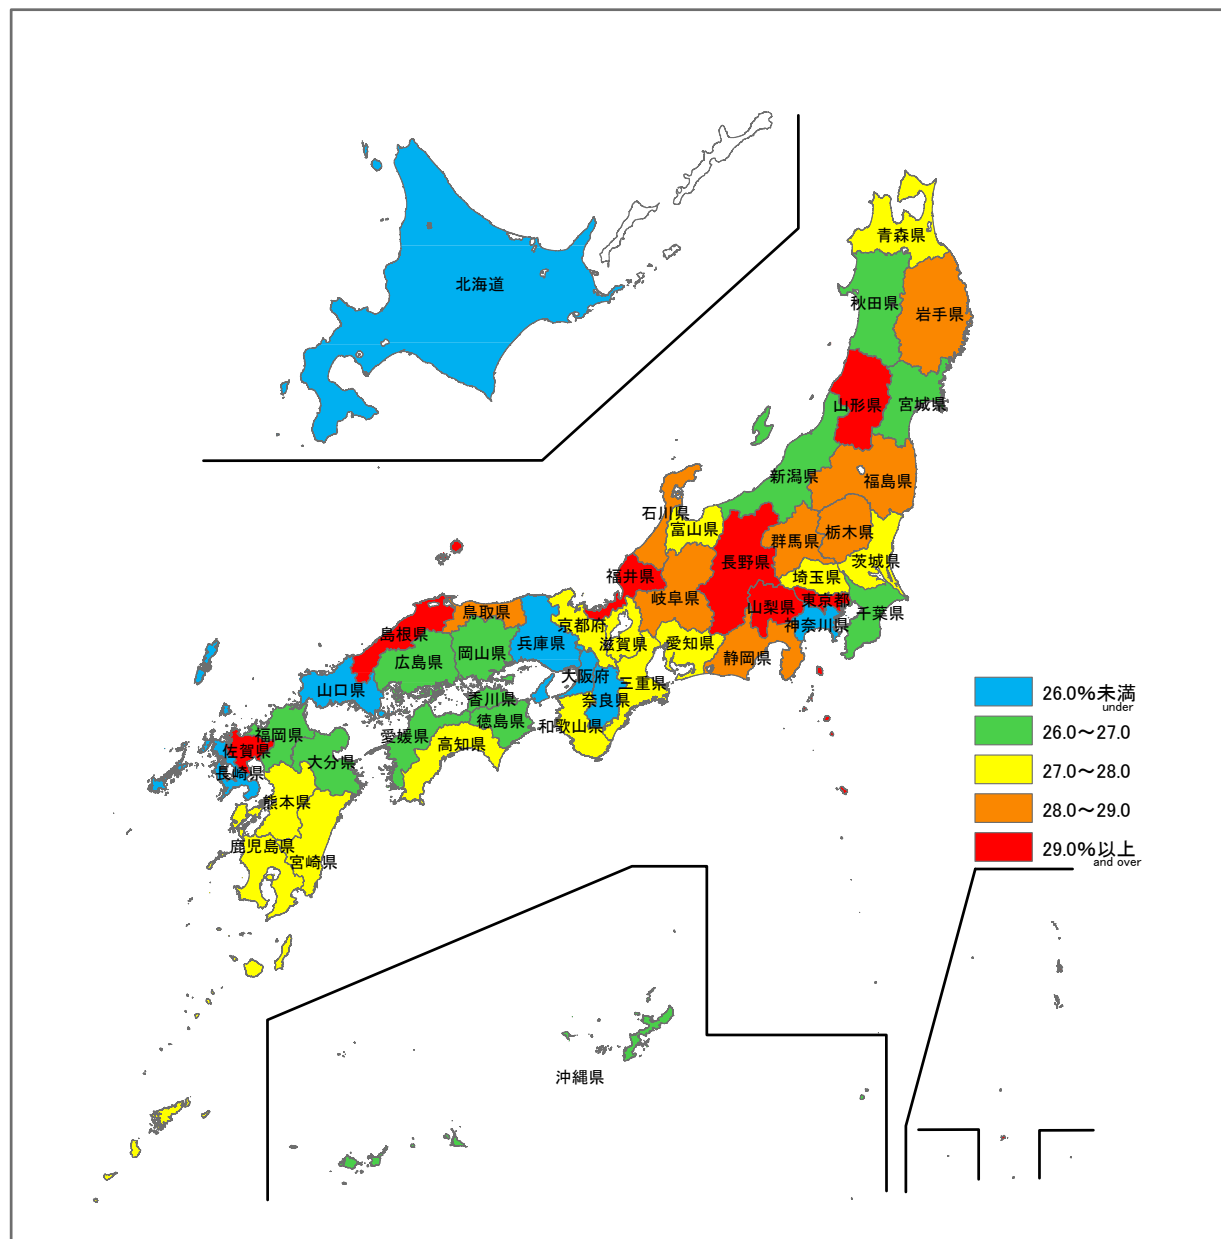 北海道
青森県
秋田県
岩手県
山形県
宮城県
新潟県
福島県
石川県
富山県
群馬県
栃木県
長野県
茨城県
福井県
埼玉県
岐阜県
山梨県
東京都
千葉県
神奈川県
鳥取県
島根県
京都府
兵庫県
滋賀県
愛知県
静岡県
岡山県
広島県
大阪府
三重県
山口県
奈良県
香川県
徳島県
和歌山県
福岡県
愛媛県
高知県
佐賀県
大分県
長崎県
熊本県
鹿児島県
宮崎県
沖縄県
26.0%未満
under
26.0～27.0
27.0～28.0
28.0～29.0
29.0%以上
and over